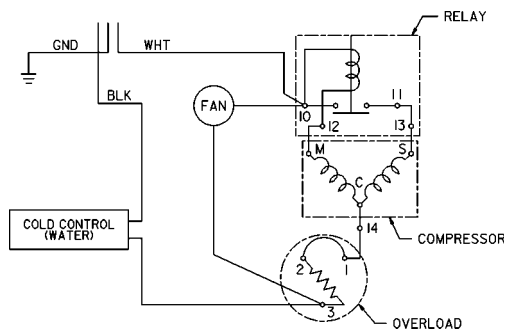 RELAY
GND
WHT
BLK
FAN
10
11
12
13
M
S
C
14
COLD CONTROL
(WATER)
COMPRESSOR
2
1
3
OVERLOAD